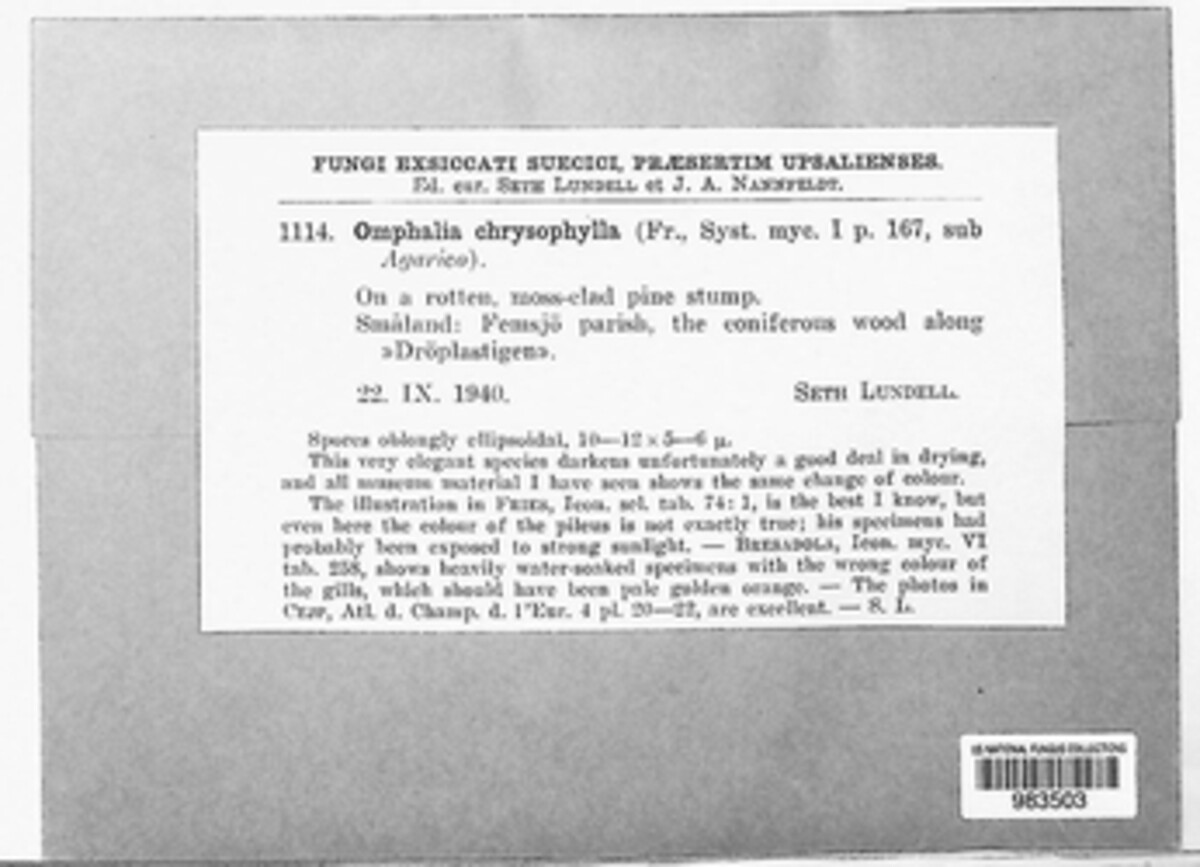 FUNGI EXSICCATI SUECICI, PRÆSERTIM UPSALIENSES.
Ed. cur. SETH LUNDELL et J. A. NANNFELDT.
1114. Omphalia chrysophylla (Fr., Syst. myc. I p. 167, sub
Agarico).
On a rotten, moss-clad pine stump.
Småland: Femsjö parish, the coniferous wood along
»Dröplastigen».
22. IX. 1940. SETH LUNDELL.
Spores oblongly ellipsoidal, 10—12 × 5—6 µ.
This very elegant species darkens unfortunately a good deal in drying,
and all museum material I have seen shows the same change of colour.
The illustration in FRIES, Icon. sel. tab. 74: 1, is the best I know, but
even here the colour of the pileus is not exactly true; his specimens had
probably been exposed to strong sunlight. — BRESADOLA, Icon. myc. VI
tab. 258, shows heavily water-soaked specimens with the wrong colour of
the gills, which should have been pale golden orange. — The photos in
CEJP, Atl. d. Champ. d. l'Eur. 4 pl. 20—22, are excellent. — S. L.
US NATIONAL FUNGUS COLLECTIONS
983503